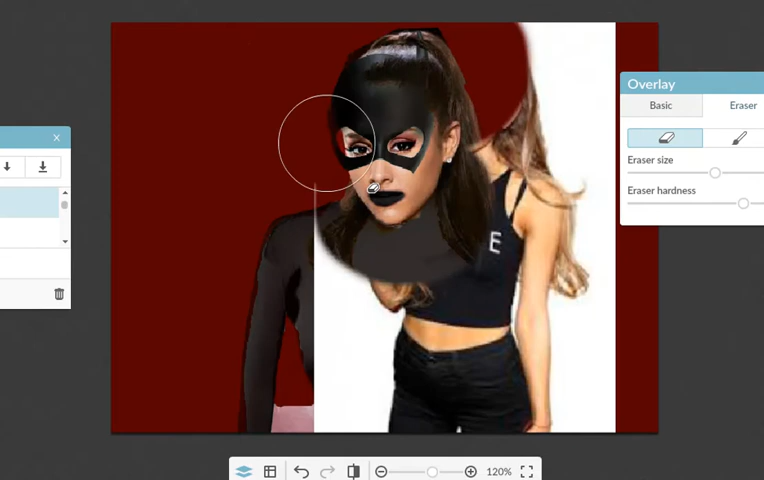 Overlay
Basic
Eraser
Eraser size
Eraser hardness
E
120%